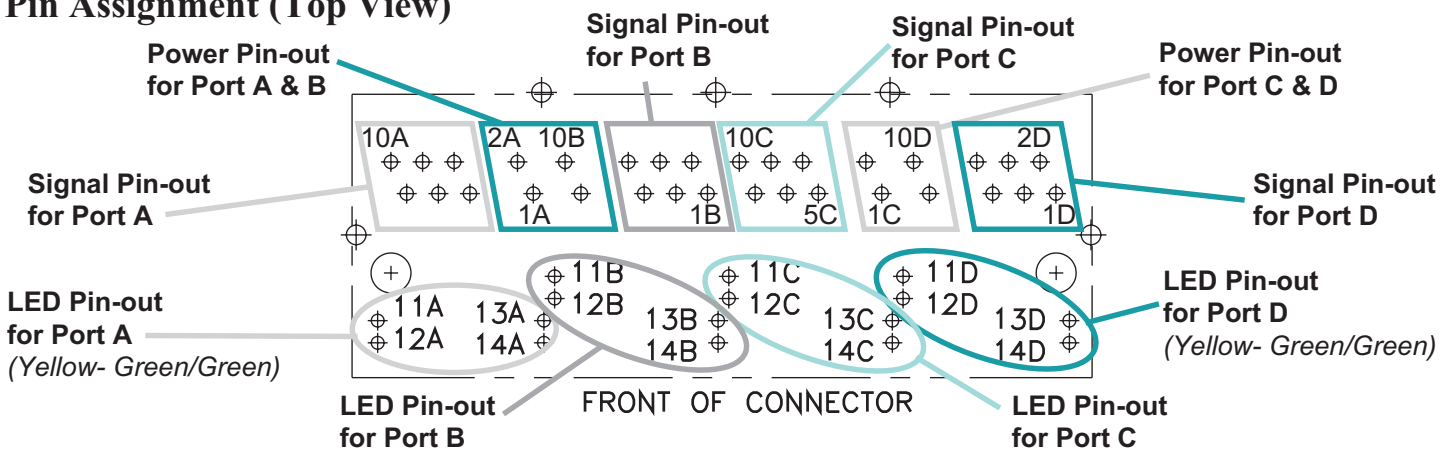 Pin Assignment (Top View)
Power Pin-out
for Port A & B
Signal Pin-out
for Port B
Signal Pin-out
for Port C
Power Pin-out
for Port C & D
10A
2A 10B
10C
10D
2D
Signal Pin-out
for Port A
1A
1B
5C
1C
1D
Signal Pin-out
for Port D
LED Pin-out
for Port A
(Yellow- Green/Green)
11A
12A
13A
14A
11B
12B
13B
14B
11C
12C
13C
14C
11D
12D
13D
14D
LED Pin-out
for Port D
(Yellow- Green/Green)
LED Pin-out
for Port B
FRONT OF CONNECTOR
LED Pin-out
for Port C